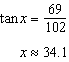 tan x = 69/102
x ≈ 34.1